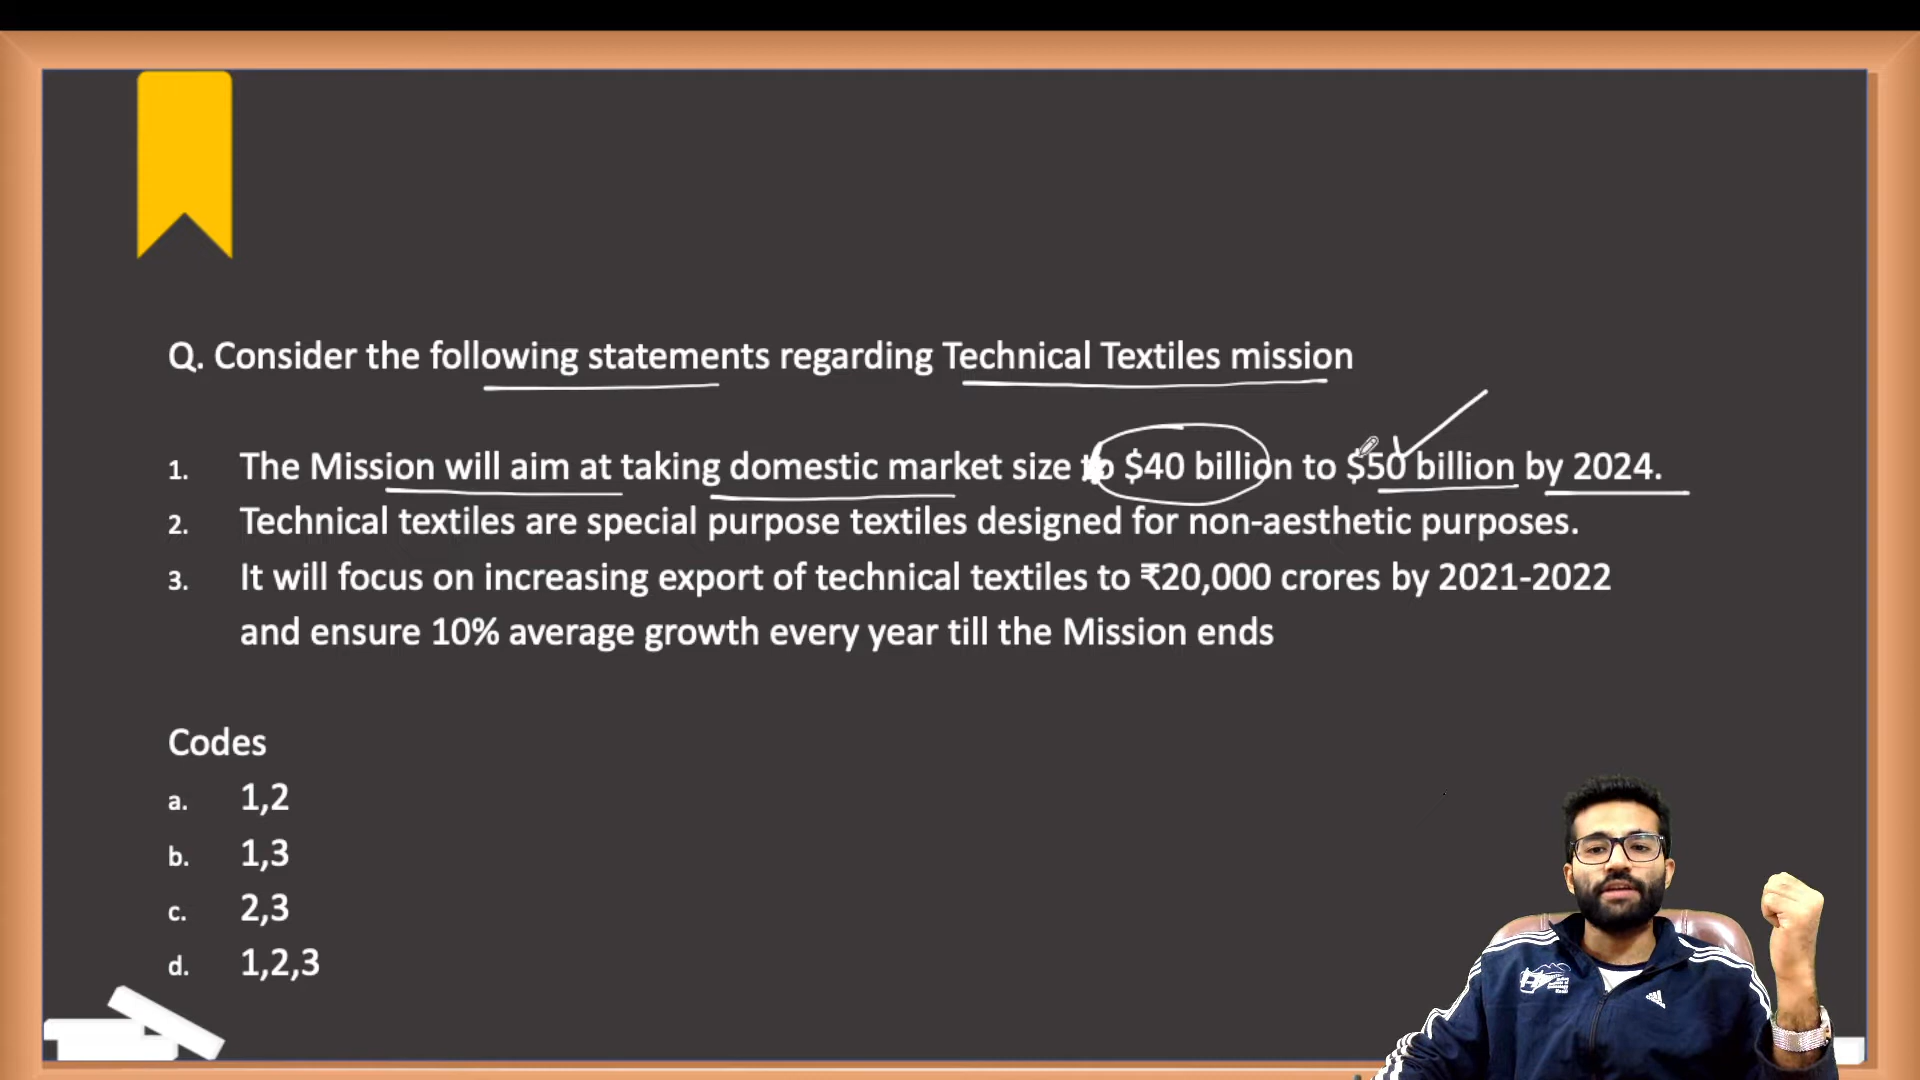 Q. Consider the following statements regarding Technical Textiles mission
1. The Mission will aim at taking domestic market size to $40 billion to $50 billion by 2024.
2. Technical textiles are special purpose textiles designed for non-aesthetic purposes.
3. It will focus on increasing export of technical textiles to ₹20,000 crores by 2021-2022
and ensure 10% average growth every year till the Mission ends
Codes
a. 1,2
b. 1,3
c. 2,3
d. 1,2,3